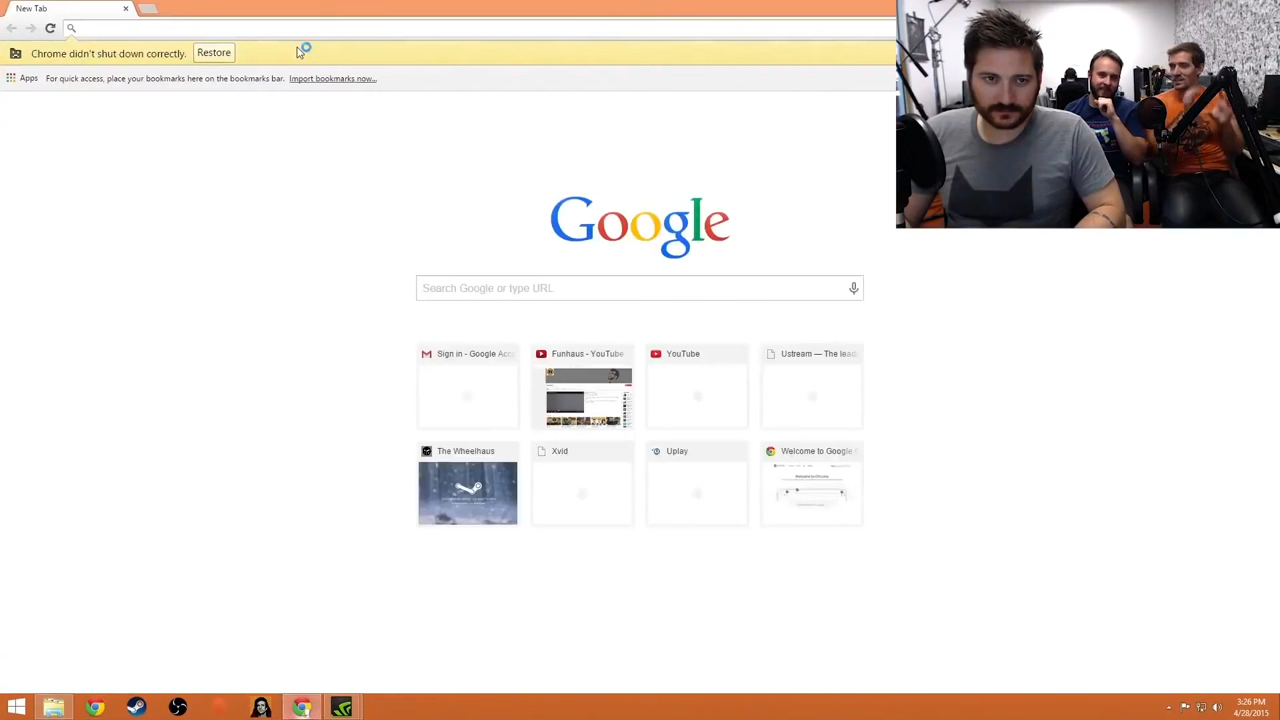 New Tab
Chrome didn't shut down correctly. Restore
Apps For quick access, place your bookmarks here on the bookmarks bar. Import bookmarks now...
Google
Search Google or type URL
Sign in - Google Acc
Funhaus - YouTube
YouTube
Ustream — The lead
The Wheelhaus
Xvid
Uplay
Welcome to Google
3:26 PM
4/28/2015